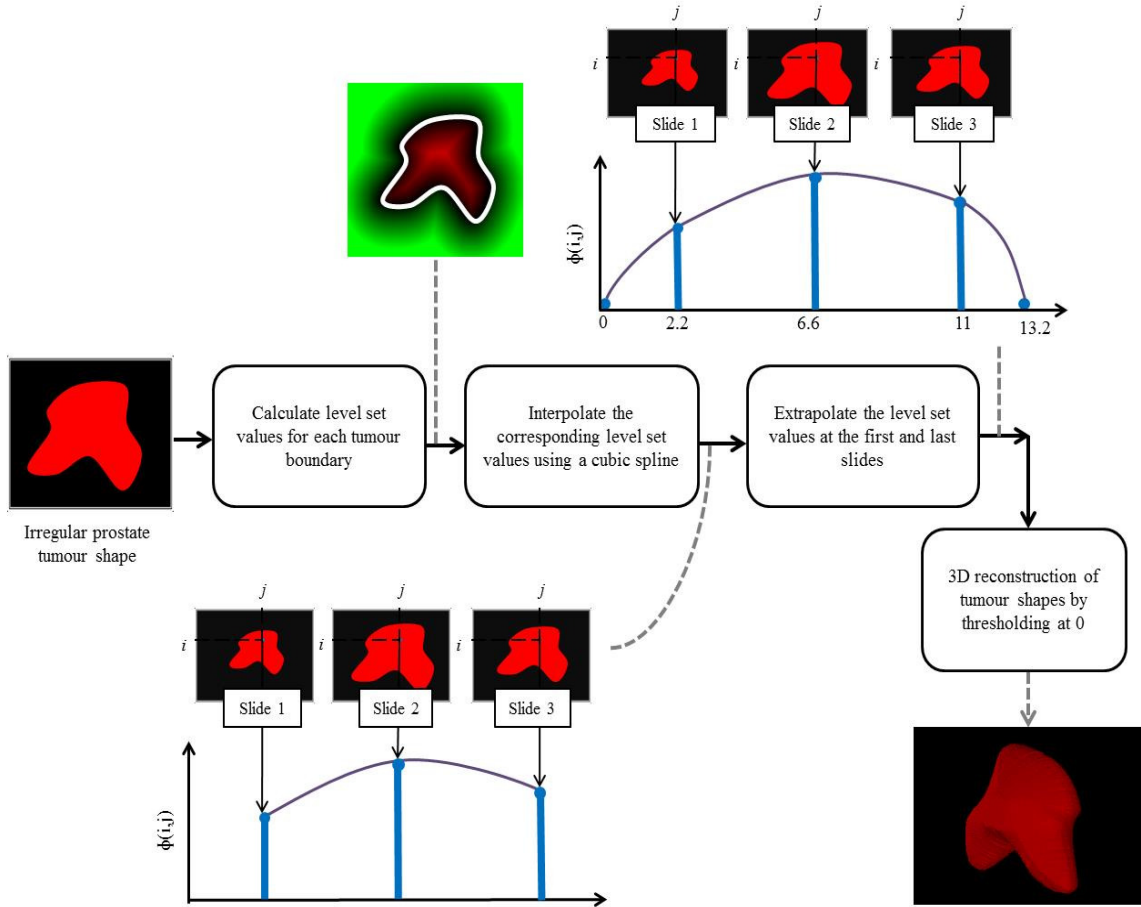 j
j
j
i
i
i
Slide 1
Slide 2
Slide 3
ϕ(i,j)
0
2.2
6.6
11
13.2
Calculate level set
values for each tumour
boundary
Interpolate the
corresponding level set
values using a cubic spline
Extrapolate the level set
values at the first and last
slides
Irregular prostate
tumour shape
3D reconstruction of
tumour shapes by
thresholding at 0
j
j
j
i
i
i
Slide 1
Slide 2
Slide 3
ϕ(i,j)